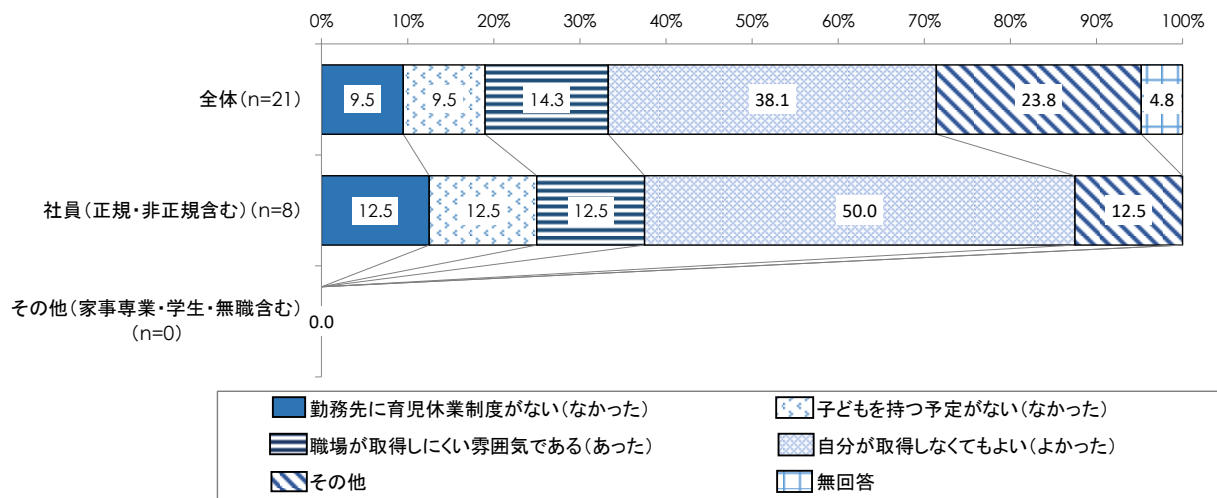 0% 10% 20% 30% 40% 50% 60% 70% 80% 90% 100%
全体(n=21) 9.5 9.5 14.3 38.1 23.8 4.8
社員(正規・非正規含む)(n=8) 12.5 12.5 12.5 50.0 12.5
その他(家事専業・学生・無職含む)
(n=0) 0.0
勤務先に育児休業制度がない(なかった) 子どもを持つ予定がない(なかった)
職場が取得しにくい雰囲気である(あった) 自分が取得しなくてもよい(よかった)
その他 無回答